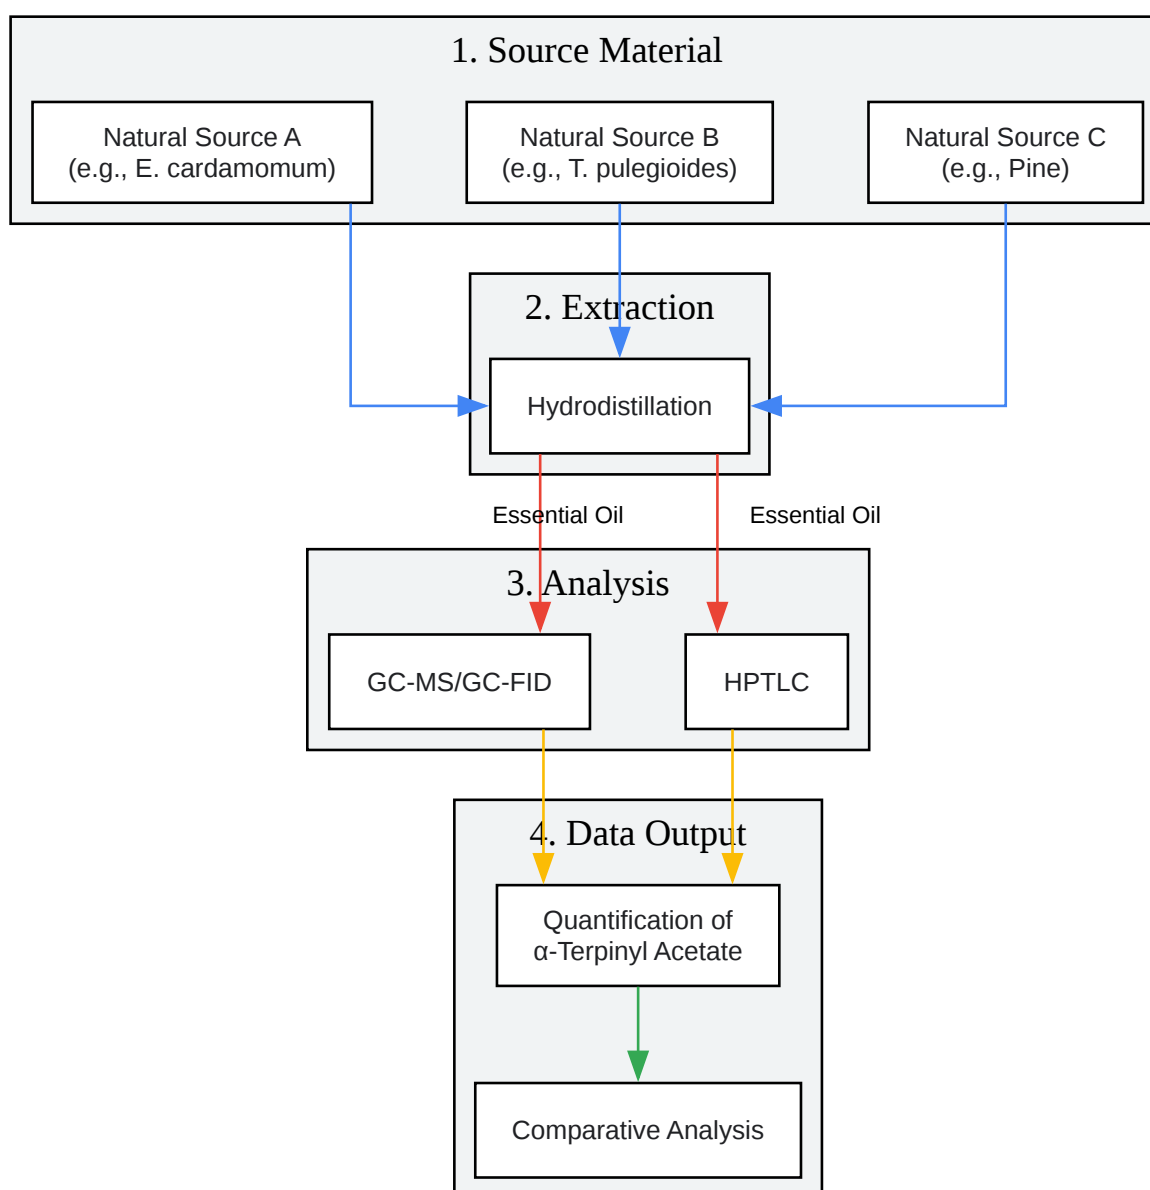 1. Source Material
Natural Source A
(e.g., E. cardamomum)
Natural Source B
(e.g., T. pulegioides)
Natural Source C
(e.g., Pine)
2. Extraction
Hydrodistillation
Essential Oil
Essential Oil
3. Analysis
GC-MS/GC-FID
HPTLC
4. Data Output
Quantification of
α-Terpinyl Acetate
Comparative Analysis